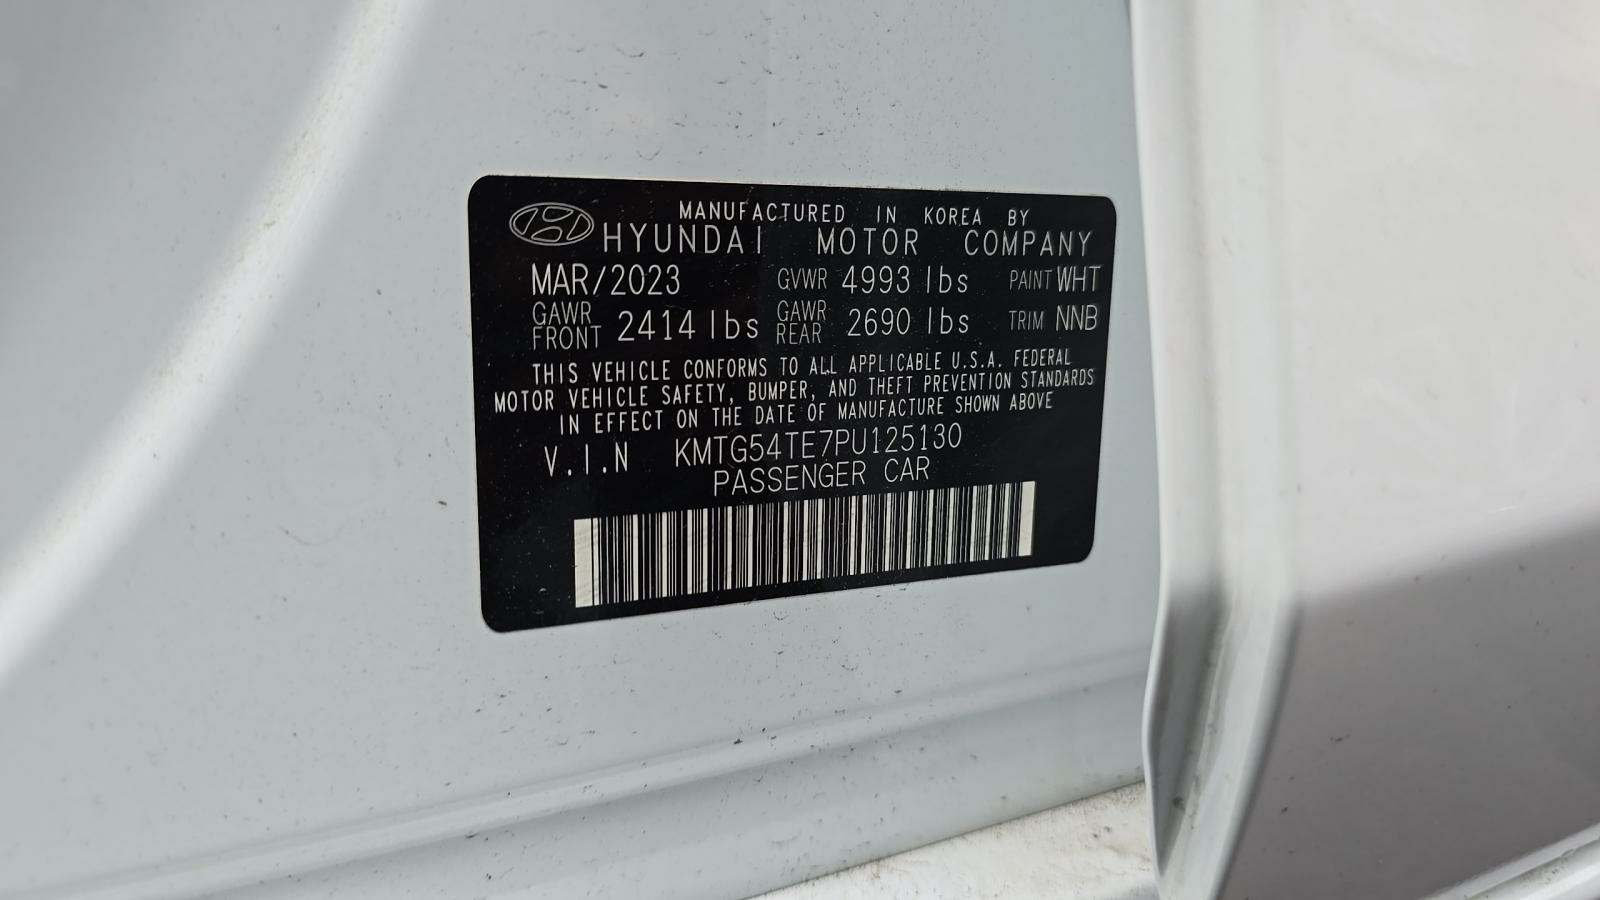 MANUFACTURED IN KOREA BY
HYUNDAI MOTOR COMPANY
MAR/2023 GVWR 4993 lbs PAINT WHT
GAWR FRONT 2414 lbs GAWR REAR 2690 lbs TRIM NNB
THIS VEHICLE CONFORMS TO ALL APPLICABLE U.S.A. FEDERAL
MOTOR VEHICLE SAFETY, BUMPER, AND THEFT PREVENTION STANDARDS
IN EFFECT ON THE DATE OF MANUFACTURE SHOWN ABOVE
V.I.N KMTG54TE7PU125130
PASSENGER CAR